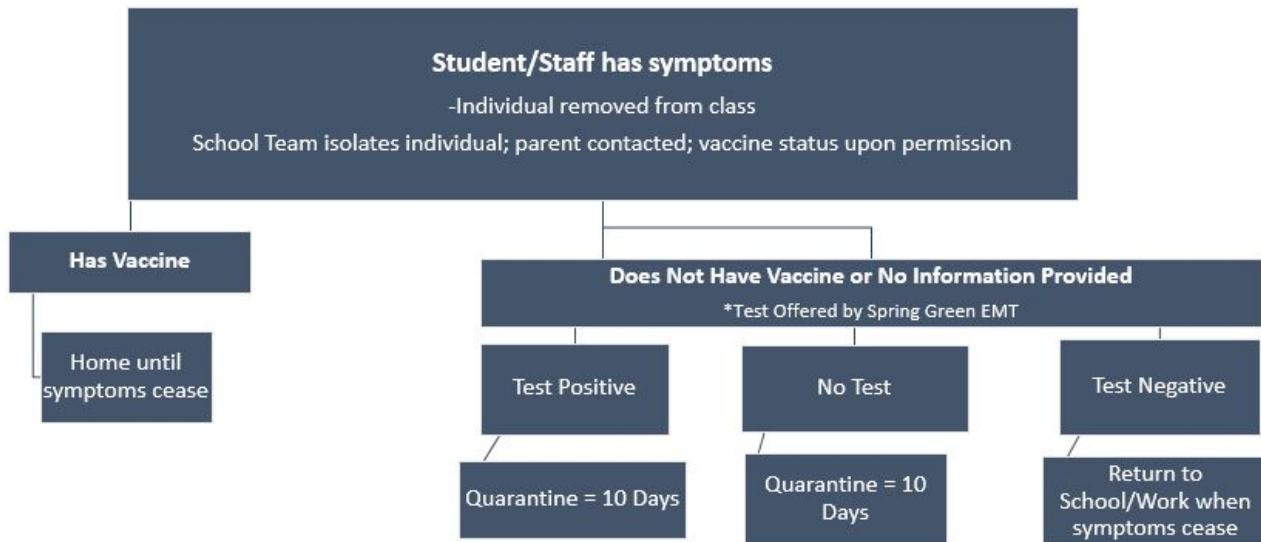 Student/Staff has symptoms
-Individual removed from class
School Team isolates individual; parent contacted; vaccine status upon permission
Has Vaccine
Home until
symptoms cease
Does Not Have Vaccine or No Information Provided
*Test Offered by Spring Green EMT
Test Positive
No Test
Test Negative
Quarantine = 10 Days
Quarantine = 10
Days
Return to
School/Work when
symptoms cease